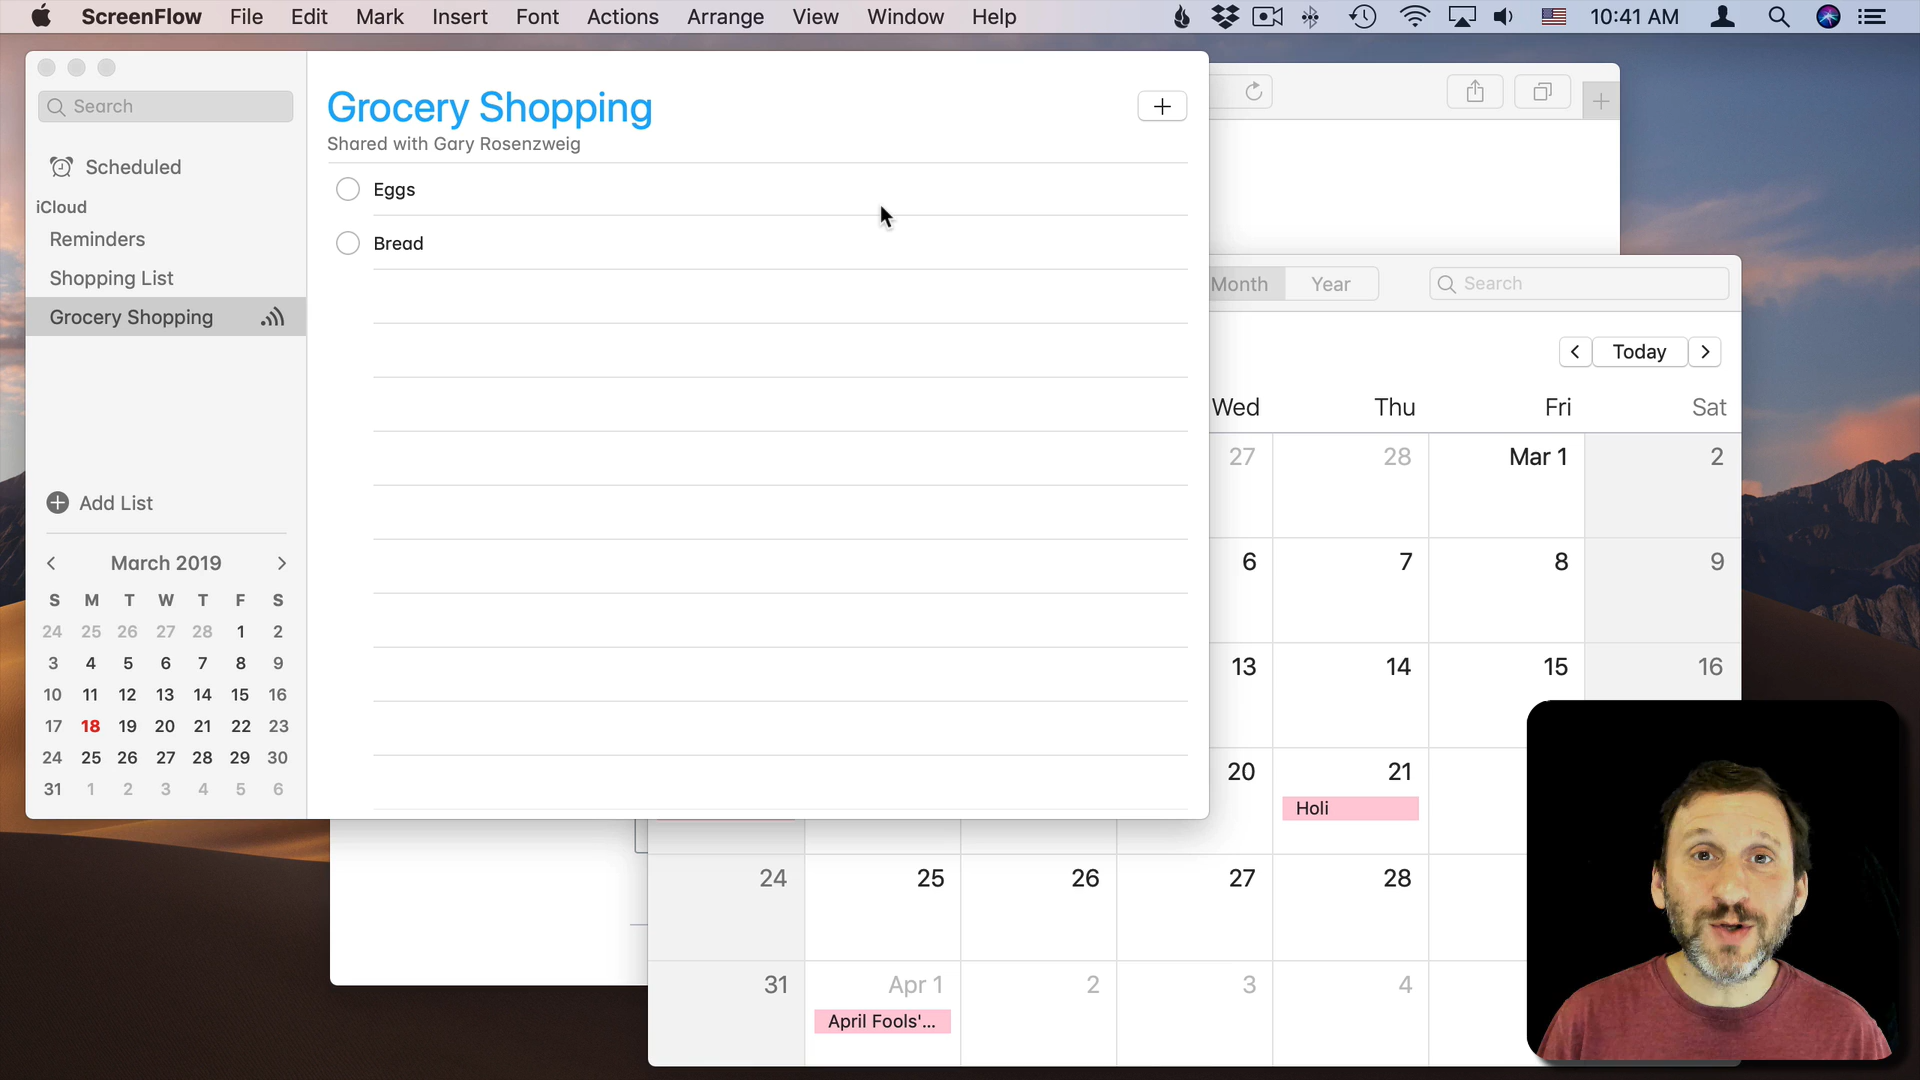 ScreenFlow File Edit Mark Insert Font Actions Arrange View Window Help 10:41 AM
Search
Scheduled
iCloud
Reminders
Shopping List
Grocery Shopping
Add List
March 2019
S M T W T F S
24 25 26 27 28 1 2
3 4 5 6 7 8 9
10 11 12 13 14 15 16
17 18 19 20 21 22 23
24 25 26 27 28 29 30
31 1 2 3 4 5 6
Grocery Shopping
Shared with Gary Rosenzweig
Eggs
Bread
Month Year Search
Today
Wed Thu Fri Sat
27 28 Mar 1 2
6 7 8 9
13 14 15 16
20 21
Holi
24 25 26 27 28
31 Apr 1 2 3 4
April Fools'...